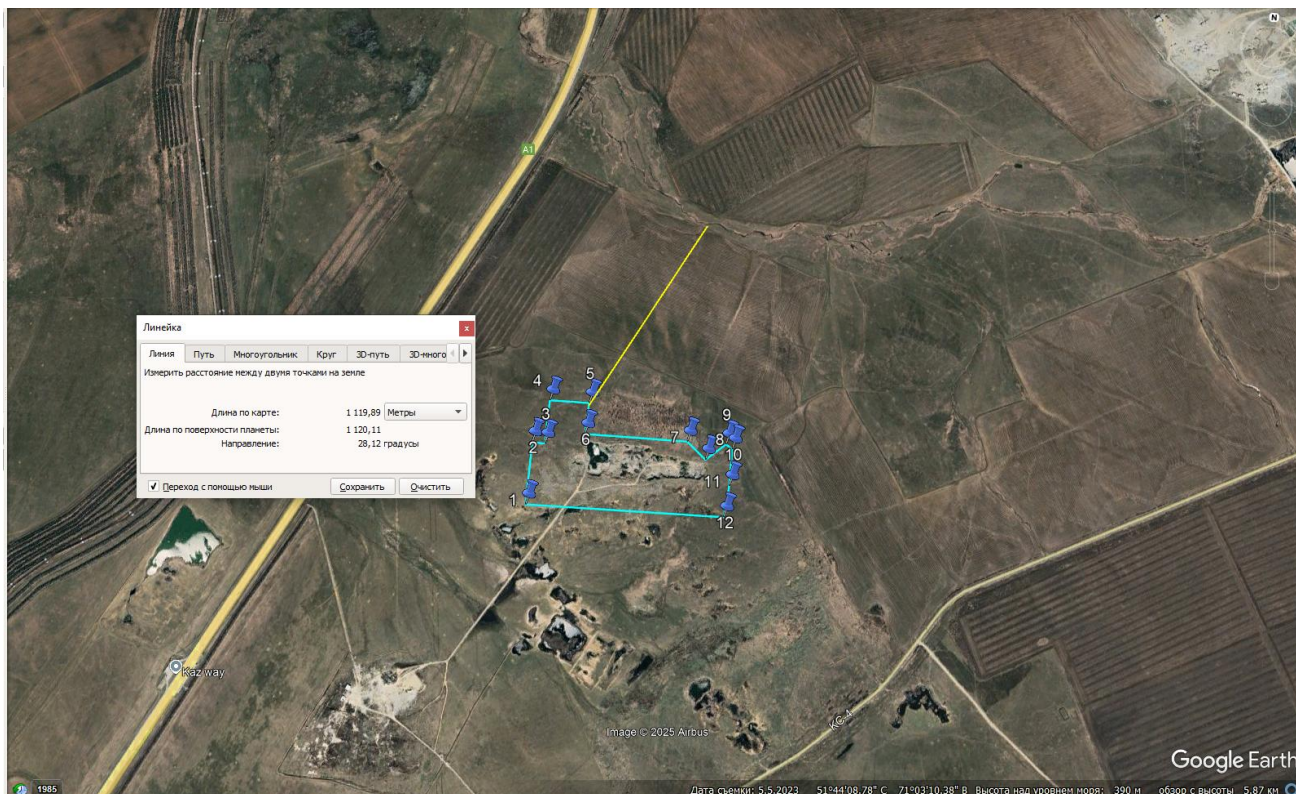 N
A1
Линейка
x
Линия Путь Многоугольник Круг 3D-путь 3D-много
Измерить расстояние между двумя точками на земле
Длина по карте: 1 119,89 Метры
Длина по поверхности планеты: 1 120,11
Направление: 28,12 градусы
Переход с помощью мыши Сохранить Очистить
4 5
3 9
2 6 7 8 10
11
1 12
Kaz way
КС-4
Image © 2025 Airbus
Google Earth
1985 Дата съемки: 5.5.2023 51°44'08.78" С 71°03'10.38" В Высота над уровнем моря: 390 м обзор с высоты 5.87 км